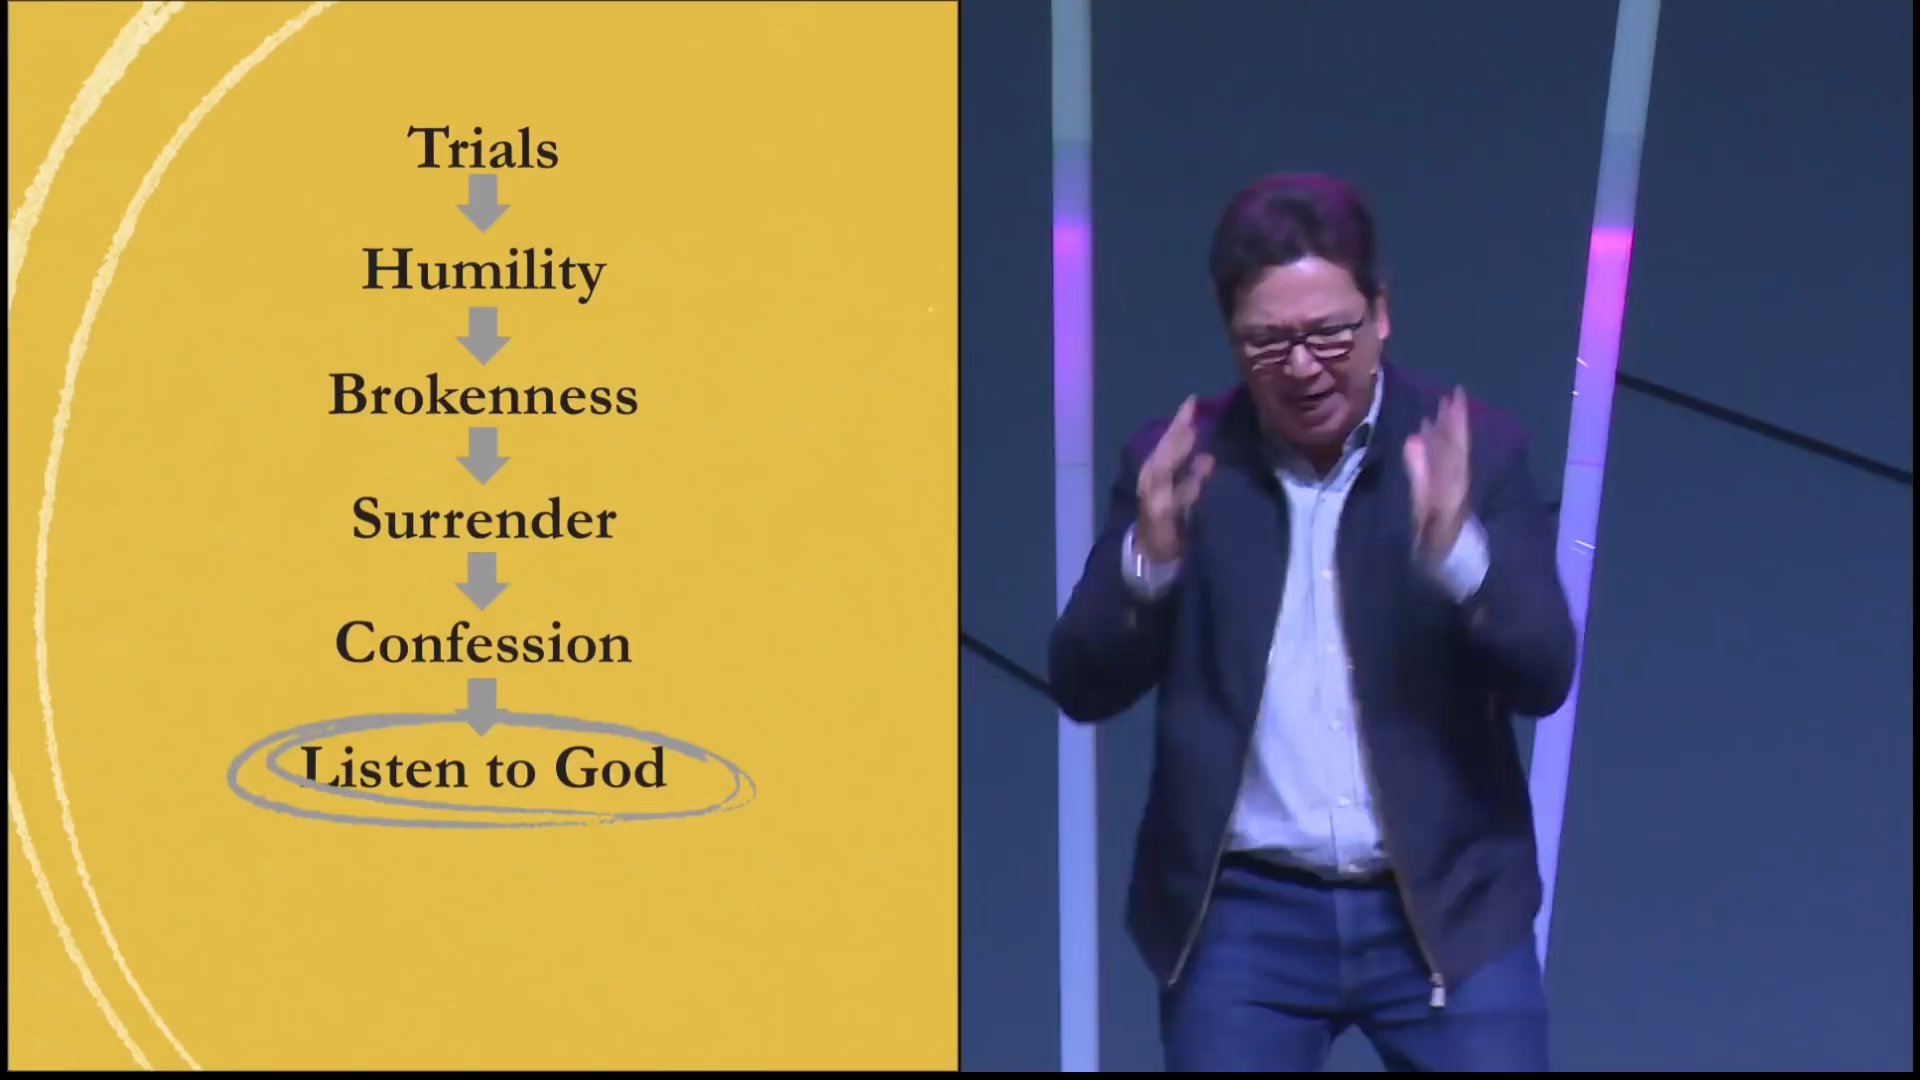 Trials
Humility
Brokenness
Surrender
Confession
Listen to God